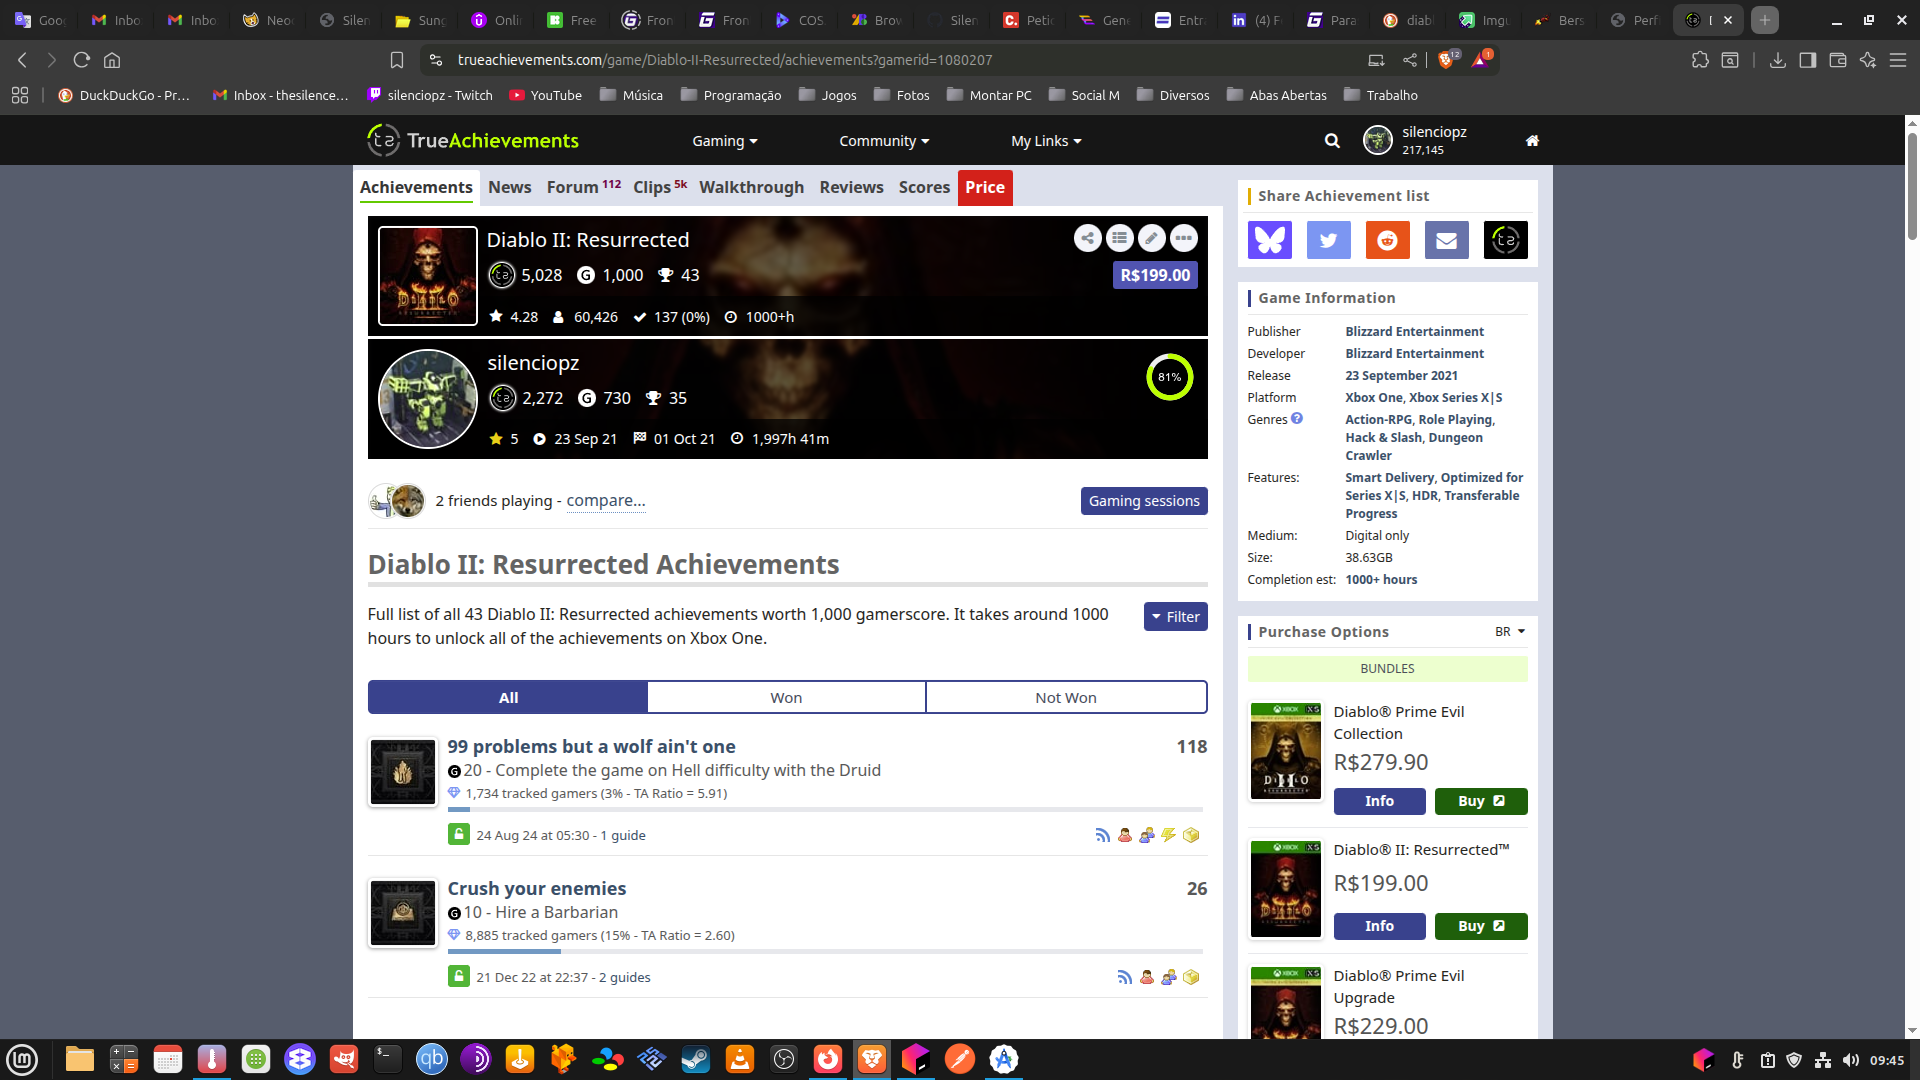 Goog
Inbo
Inbo
Neoc
Silen
Sung
Onli
Free
Fron
Fron
COS
Brow
Silen
Petic
Gene
Entra
(4) F
Para
diabl
Imgu
Bers
Perf
trueachievements.com/game/Diablo-II-Resurrected/achievements?gamerid=1080207
12
1
DuckDuckGo - Pr...
Inbox - thesilence...
silenciopz - Twitch
YouTube
Música
Programação
Jogos
Fotos
Montar PC
Social M
Diversos
Abas Abertas
Trabalho
TrueAchievements
Gaming
Community
My Links
silenciopz
217,145
Achievements
News
Forum 112
Clips 5k
Walkthrough
Reviews
Scores
Price
Diablo II: Resurrected
5,028
1,000
43
R$199.00
4.28
60,426
137 (0%)
1000+h
silenciopz
2,272
730
35
81%
5
23 Sep 21
01 Oct 21
1,997h 41m
2 friends playing - compare...
Gaming sessions
Diablo II: Resurrected Achievements
Full list of all 43 Diablo II: Resurrected achievements worth 1,000 gamerscore. It takes around 1000
hours to unlock all of the achievements on Xbox One.
Filter
All
Won
Not Won
99 problems but a wolf ain't one
118
20 - Complete the game on Hell difficulty with the Druid
1,734 tracked gamers (3% - TA Ratio = 5.91)
24 Aug 24 at 05:30 - 1 guide
Crush your enemies
26
10 - Hire a Barbarian
8,885 tracked gamers (15% - TA Ratio = 2.60)
21 Dec 22 at 22:37 - 2 guides
Share Achievement list
Game Information
Publisher
Blizzard Entertainment
Developer
Blizzard Entertainment
Release
23 September 2021
Platform
Xbox One, Xbox Series X|S
Genres
Action-RPG, Role Playing,
Hack & Slash, Dungeon
Crawler
Features:
Smart Delivery, Optimized for
Series X|S, HDR, Transferable
Progress
Medium:
Digital only
Size:
38.63GB
Completion est:
1000+ hours
Purchase Options
BR
BUNDLES
Diablo® Prime Evil
Collection
R$279.90
Info
Buy
Diablo® II: Resurrected™
R$199.00
Info
Buy
Diablo® Prime Evil
Upgrade
R$229.00
09:45